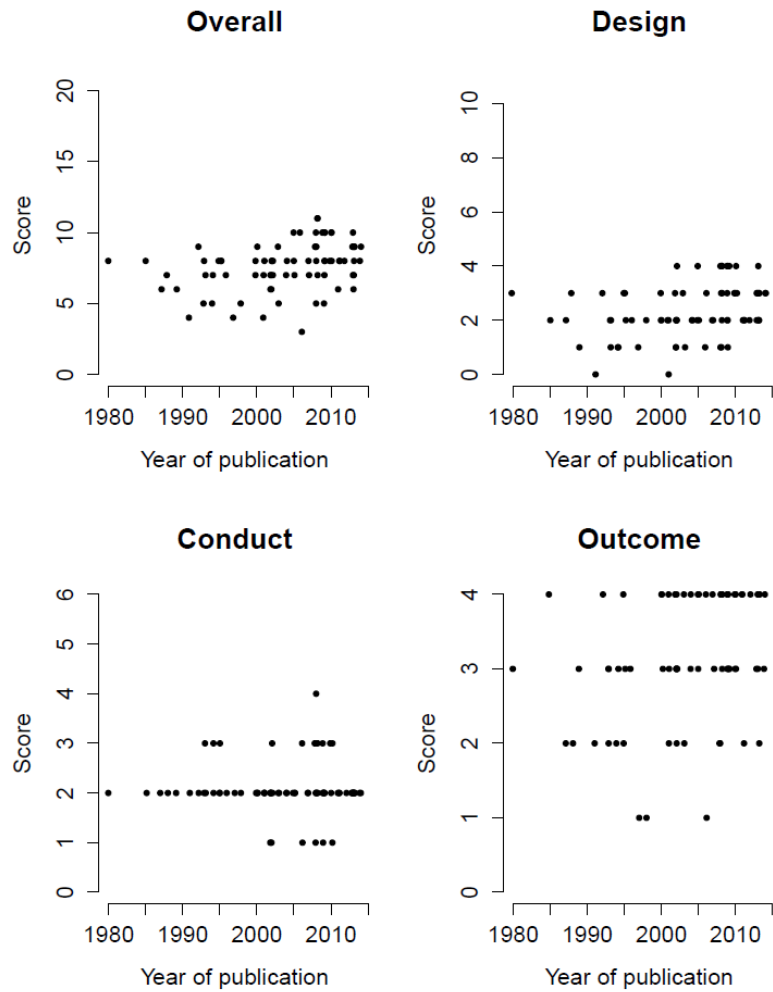 Overall
Design
Score
20
15
10
5
0
1980 1990 2000 2010
Year of publication
Score
10
8
6
4
2
0
1980 1990 2000 2010
Year of publication
Conduct
Outcome
Score
6
5
4
3
2
1
0
1980 1990 2000 2010
Year of publication
Score
4
3
2
1
0
1980 1990 2000 2010
Year of publication